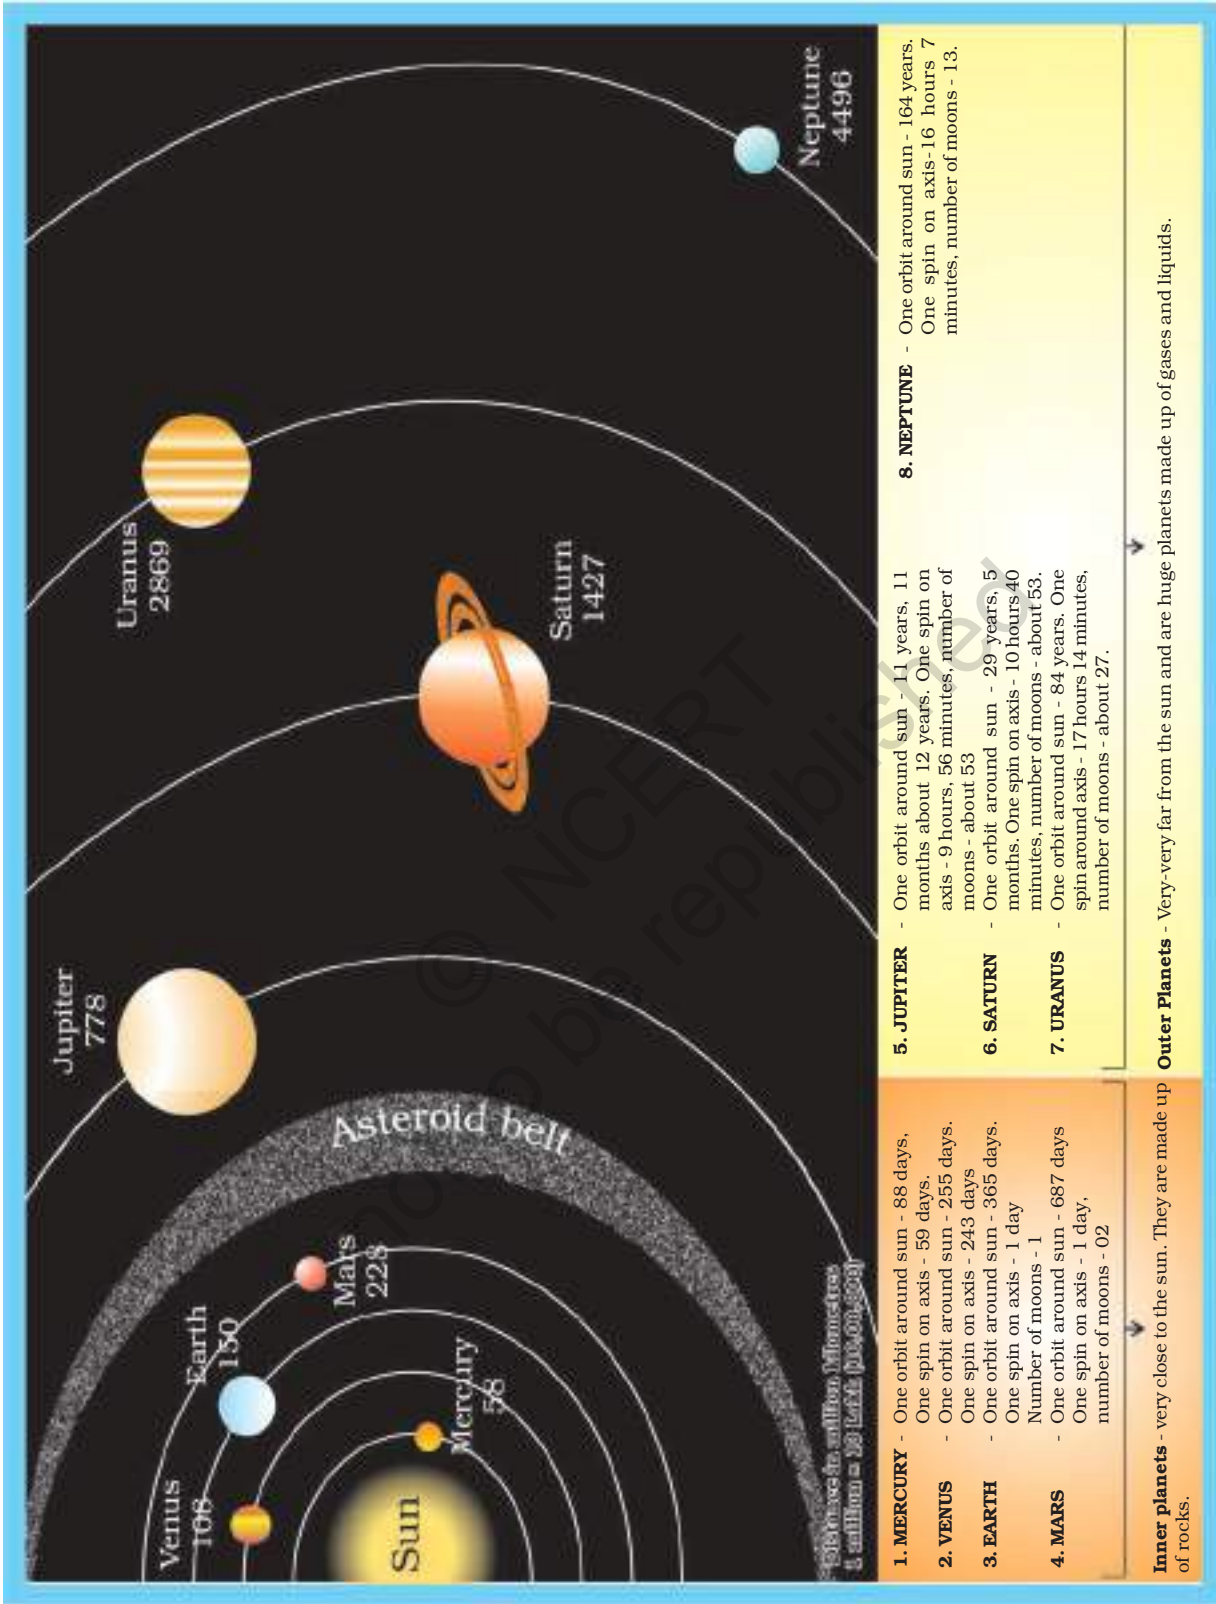 Neptune
4496
Uranus
2869
Saturn
1427
Jupiter
778
Asteroid belt
Mars
228
Earth
150
Venus
108
Mercury
58
Sun
1. MERCURY - One orbit around sun - 88 days,
One spin on axis - 59 days.
2. VENUS - One orbit around sun - 255 days.
One spin on axis - 243 days
3. EARTH - One orbit around sun - 365 days.
One spin on axis - 1 day
Number of moons - 1
4. MARS - One orbit around sun - 687 days
One spin on axis - 1 day,
number of moons - 02
Inner planets - very close to the sun. They are made up
of rocks.
5. JUPITER - One orbit around sun - 11 years, 11
months about 12 years. One spin on
axis - 9 hours, 56 minutes, number of
moons - about 53
6. SATURN - One orbit around sun - 29 years, 5
months. One spin on axis - 10 hours 40
minutes, number of moons - about 53.
7. URANUS - One orbit around sun - 84 years. One
spin around axis - 17 hours 14 minutes,
number of moons - about 27.
8. NEPTUNE - One orbit around sun - 164 years.
One spin on axis-16 hours 7
minutes, number of moons - 13.
Outer Planets - Very-very far from the sun and are huge planets made up of gases and liquids.
© NCERT
not to be republished